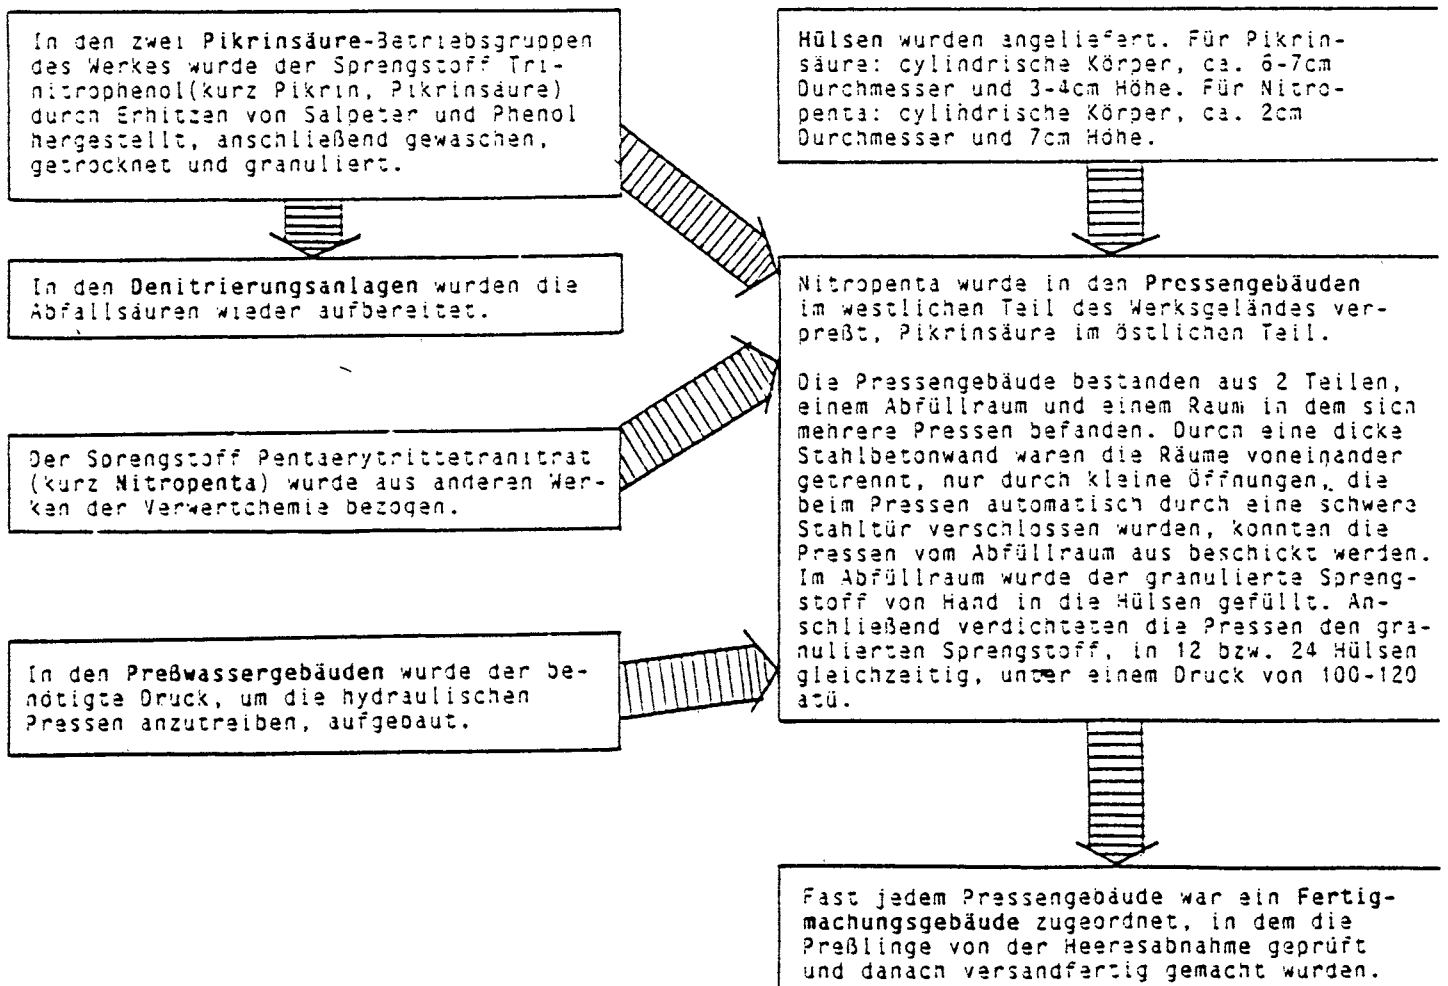 In den zwei Pikrinsäure-Betriebsgruppen
des Werkes wurde der Sprengstoff Tri-
nitrophenol(kurz Pikrin, Pikrinsäure)
durch Erhitzen von Salpeter und Phenol
hergestellt, anschließend gewaschen,
getrocknet und granuliert.
In den Denitrierungsanlagen wurden die
Abfallsäuren wieder aufbereitet.
Der Sprengstoff Pentaerytrittetranitrat
(kurz Nitropenta) wurde aus anderen Wer-
ken der Verwertchemie bezogen.
In den Preßwassergebäuden wurde der be-
nötigte Druck, um die hydraulischen
Pressen anzutreiben, aufgebaut.
Hülsen wurden angeliefert. Für Pikrin-
säure: cylindrische Körper, ca. 6-7cm
Durchmesser und 3-4cm Höhe. Für Nitro-
penta: cylindrische Körper, ca. 2cm
Durchmesser und 7cm Höhe.
Nitropenta wurde in den Pressengebäuden
im westlichen Teil des Werksgeländes ver-
preßt, Pikrinsäure im östlichen Teil.
Die Pressengebäude bestanden aus 2 Teilen,
einem Abfüllraum und einem Raum in dem sich
mehrere Pressen befanden. Durch eine dicke
Stahlbetonwand waren die Räume voneinander
getrennt, nur durch kleine Öffnungen, die
beim Pressen automatisch durch eine schwere
Stahltür verschlossen wurden, konnten die
Pressen vom Abfüllraum aus beschickt werden.
Im Abfüllraum wurde der granulierte Spreng-
stoff von Hand in die Hülsen gefüllt. An-
schließend verdichteten die Pressen den gra-
nulierten Sprengstoff, in 12 bzw. 24 Hülsen
gleichzeitig, unter einem Druck von 100-120
atü.
Fast jedem Pressengebäude war ein Fertig-
machungsgebäude zugeordnet, in dem die
Preßlinge von der Heeresabnahme geprüft
und danach versandfertig gemacht wurden.